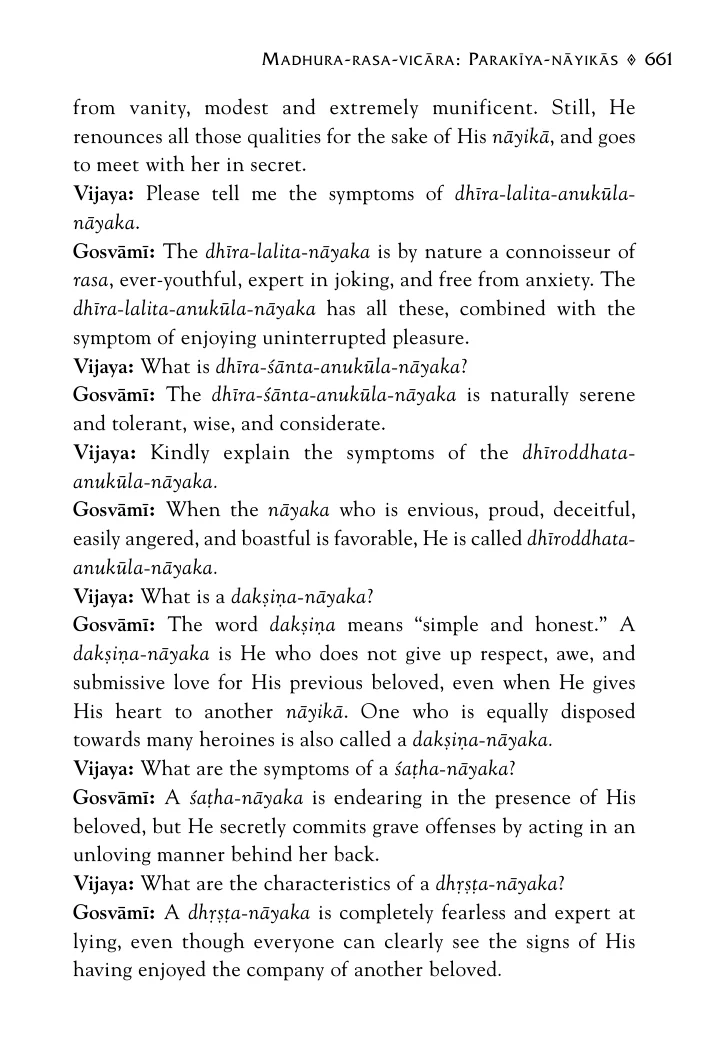 MADHURA-RASA-VICĀRA: PARAKĪYA-NĀYIKĀS ◊ 661
from vanity, modest and extremely munificent. Still, He
renounces all those qualities for the sake of His nāyikā, and goes
to meet with her in secret.
Vijaya: Please tell me the symptoms of dhīra-lalita-anukūla-
nāyaka.
Gosvāmī: The dhīra-lalita-nāyaka is by nature a connoisseur of
rasa, ever-youthful, expert in joking, and free from anxiety. The
dhīra-lalita-anukūla-nāyaka has all these, combined with the
symptom of enjoying uninterrupted pleasure.
Vijaya: What is dhīra-śānta-anukūla-nāyaka?
Gosvāmī: The dhīra-śānta-anukūla-nāyaka is naturally serene
and tolerant, wise, and considerate.
Vijaya: Kindly explain the symptoms of the dhīroddhata-
anukūla-nāyaka.
Gosvāmī: When the nāyaka who is envious, proud, deceitful,
easily angered, and boastful is favorable, He is called dhīroddhata-
anukūla-nāyaka.
Vijaya: What is a dakṣiṇa-nāyaka?
Gosvāmī: The word dakṣiṇa means “simple and honest.” A
dakṣiṇa-nāyaka is He who does not give up respect, awe, and
submissive love for His previous beloved, even when He gives
His heart to another nāyikā. One who is equally disposed
towards many heroines is also called a dakṣiṇa-nāyaka.
Vijaya: What are the symptoms of a śaṭha-nāyaka?
Gosvāmī: A śaṭha-nāyaka is endearing in the presence of His
beloved, but He secretly commits grave offenses by acting in an
unloving manner behind her back.
Vijaya: What are the characteristics of a dhṛṣṭa-nāyaka?
Gosvāmī: A dhṛṣṭa-nāyaka is completely fearless and expert at
lying, even though everyone can clearly see the signs of His
having enjoyed the company of another beloved.